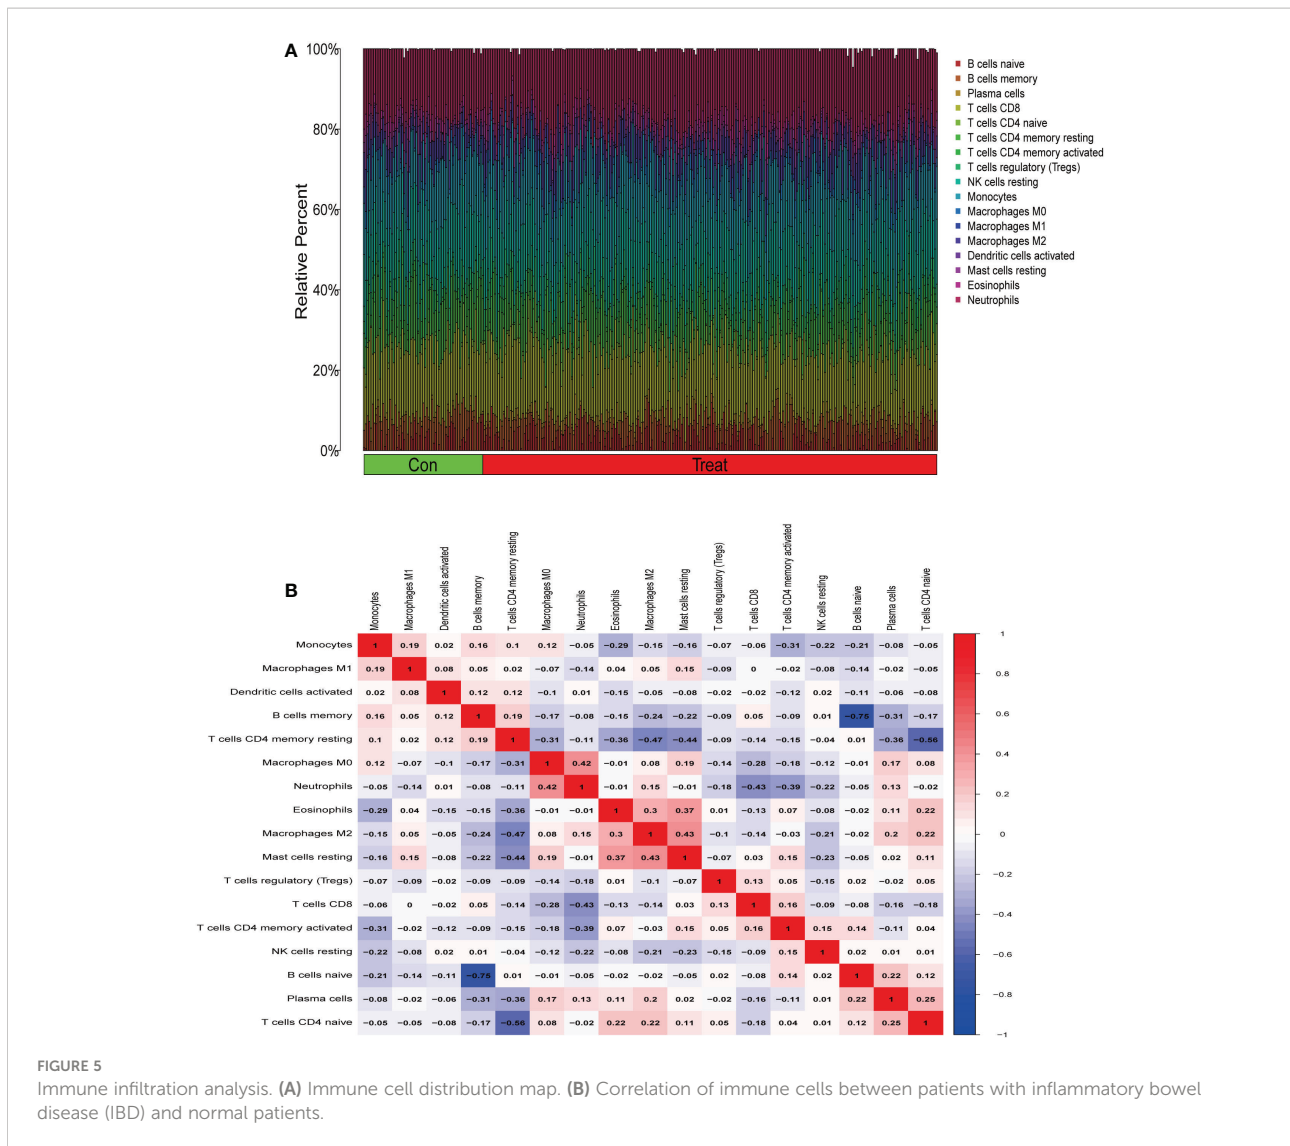 A
100%
80%
60%
40%
20%
0%
Relative Percent
Con
Treat
B cells naive
B cells memory
Plasma cells
T cells CD8
T cells CD4 naive
T cells CD4 memory resting
T cells CD4 memory activated
T cells regulatory (Tregs)
NK cells resting
Monocytes
Macrophages M0
Macrophages M1
Macrophages M2
Dendritic cells activated
Mast cells resting
Eosinophils
Neutrophils
B
Monocytes
Macrophages M1
Dendritic cells activated
B cells memory
T cells CD4 memory resting
Macrophages M0
Neutrophils
Eosinophils
Macrophages M2
Mast cells resting
T cells regulatory (Tregs)
T cells CD8
T cells CD4 memory activated
NK cells resting
B cells naive
Plasma cells
T cells CD4 naive
Monocytes 1 0.19 0.02 0.16 0.1 0.12 −0.05 −0.29 −0.15 −0.16 −0.07 −0.06 −0.31 −0.22 −0.21 −0.08 −0.05
Macrophages M1 0.19 1 0.08 0.05 0.02 −0.07 −0.14 0.04 0.05 0.15 −0.09 0 −0.02 −0.08 −0.14 −0.02 −0.05
Dendritic cells activated 0.02 0.08 1 0.12 0.12 −0.1 0.01 −0.15 −0.05 −0.08 −0.02 −0.02 −0.12 0.02 −0.11 −0.06 −0.08
B cells memory 0.16 0.05 0.12 1 0.19 −0.17 −0.08 −0.15 −0.24 −0.22 −0.09 0.05 −0.09 0.01 −0.75 −0.31 −0.17
T cells CD4 memory resting 0.1 0.02 0.12 0.19 1 −0.31 −0.11 −0.36 −0.47 −0.44 −0.09 −0.14 −0.15 −0.04 0.01 −0.36 −0.56
Macrophages M0 0.12 −0.07 −0.1 −0.17 −0.31 1 0.42 −0.01 0.08 0.19 −0.14 −0.28 −0.18 −0.12 −0.01 0.17 0.08
Neutrophils −0.05 −0.14 0.01 −0.08 −0.11 0.42 1 −0.01 0.15 −0.01 −0.18 −0.43 −0.39 −0.22 −0.05 0.13 −0.02
Eosinophils −0.29 0.04 −0.15 −0.15 −0.36 −0.01 −0.01 1 0.3 0.37 0.01 −0.13 0.07 −0.08 −0.02 0.11 0.22
Macrophages M2 −0.15 0.05 −0.05 −0.24 −0.47 0.08 0.15 0.3 1 0.43 −0.1 −0.14 −0.03 −0.21 −0.02 0.2 0.22
Mast cells resting −0.16 0.15 −0.08 −0.22 −0.44 0.19 −0.01 0.37 0.43 1 −0.07 0.03 0.15 −0.23 −0.05 0.02 0.11
T cells regulatory (Tregs) −0.07 −0.09 −0.02 −0.09 −0.09 −0.14 −0.18 0.01 −0.1 −0.07 1 0.13 0.05 −0.15 0.02 −0.02 0.05
T cells CD8 −0.06 0 −0.02 0.05 −0.14 −0.28 −0.43 −0.13 −0.14 0.03 0.13 1 0.16 −0.09 −0.08 −0.16 −0.18
T cells CD4 memory activated −0.31 −0.02 −0.12 −0.09 −0.15 −0.18 −0.39 0.07 −0.03 0.15 0.05 0.16 1 0.15 0.14 −0.11 0.04
NK cells resting −0.22 −0.08 0.02 0.01 −0.04 −0.12 −0.22 −0.08 −0.21 −0.23 −0.15 −0.09 0.15 1 0.02 0.01 0.01
B cells naive −0.21 −0.14 −0.11 −0.75 0.01 −0.01 −0.05 −0.02 −0.02 −0.05 0.02 −0.08 0.14 0.02 1 0.22 0.12
Plasma cells −0.08 −0.02 −0.06 −0.31 −0.36 0.17 0.13 0.11 0.2 0.02 −0.02 −0.16 −0.11 0.01 0.22 1 0.25
T cells CD4 naive −0.05 −0.05 −0.08 −0.17 −0.56 0.08 −0.02 0.22 0.22 0.11 0.05 −0.18 0.04 0.01 0.12 0.25 1
1
0.8
0.6
0.4
0.2
0
−0.2
−0.4
−0.6
−0.8
−1
FIGURE 5
Immune infiltration analysis. (A) Immune cell distribution map. (B) Correlation of immune cells between patients with inflammatory bowel
disease (IBD) and normal patients.